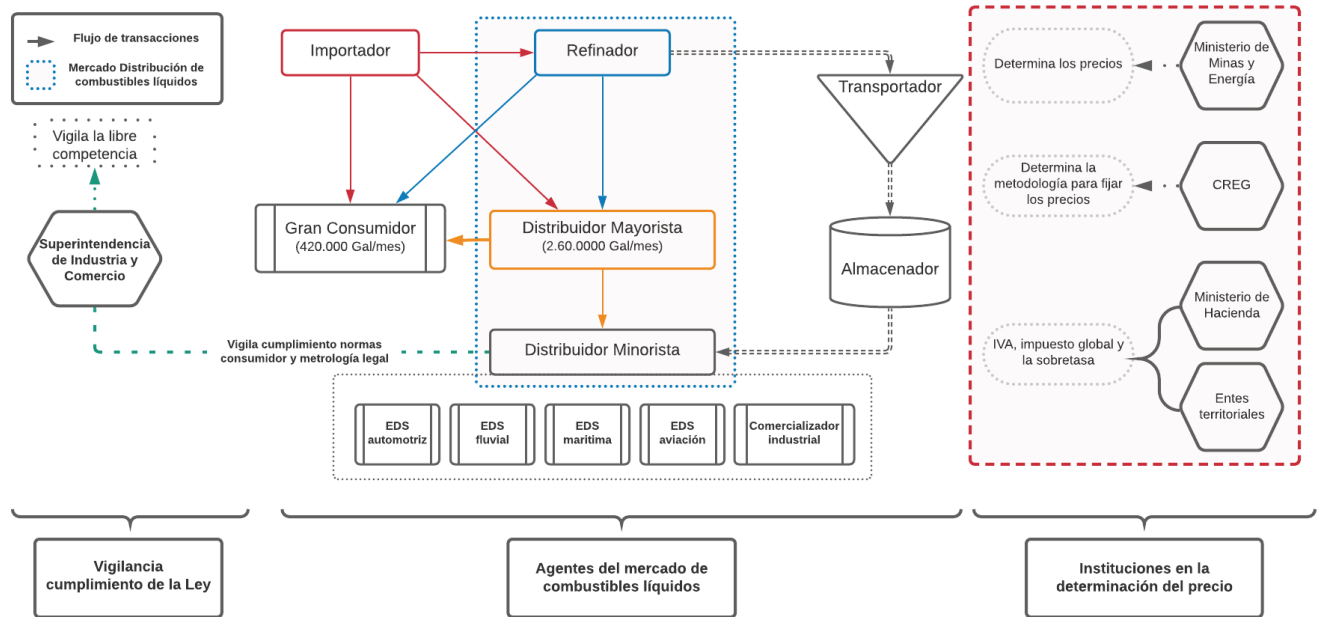 Flujo de transacciones
Mercado Distribución de
combustibles líquidos
Vigila la libre
competencia
Superintendencia
de Industria y
Comercio
Vigila cumplimiento normas
consumidor y metrología legal
Importador
Refinador
Gran Consumidor
(420.000 Gal/mes)
Distribuidor Mayorista
(2.60.0000 Gal/mes)
Distribuidor Minorista
EDS
automotriz
EDS
fluvial
EDS
maritima
EDS
aviación
Comercializador
industrial
Transportador
Almacenador
Determina los precios
Ministerio de
Minas y
Energía
Determina la
metodología para fijar
los precios
CREG
IVA, impuesto global y
la sobretasa
Ministerio de
Hacienda
Entes
territoriales
Vigilancia
cumplimiento de la Ley
Agentes del mercado de
combustibles líquidos
Instituciones en la
determinación del precio